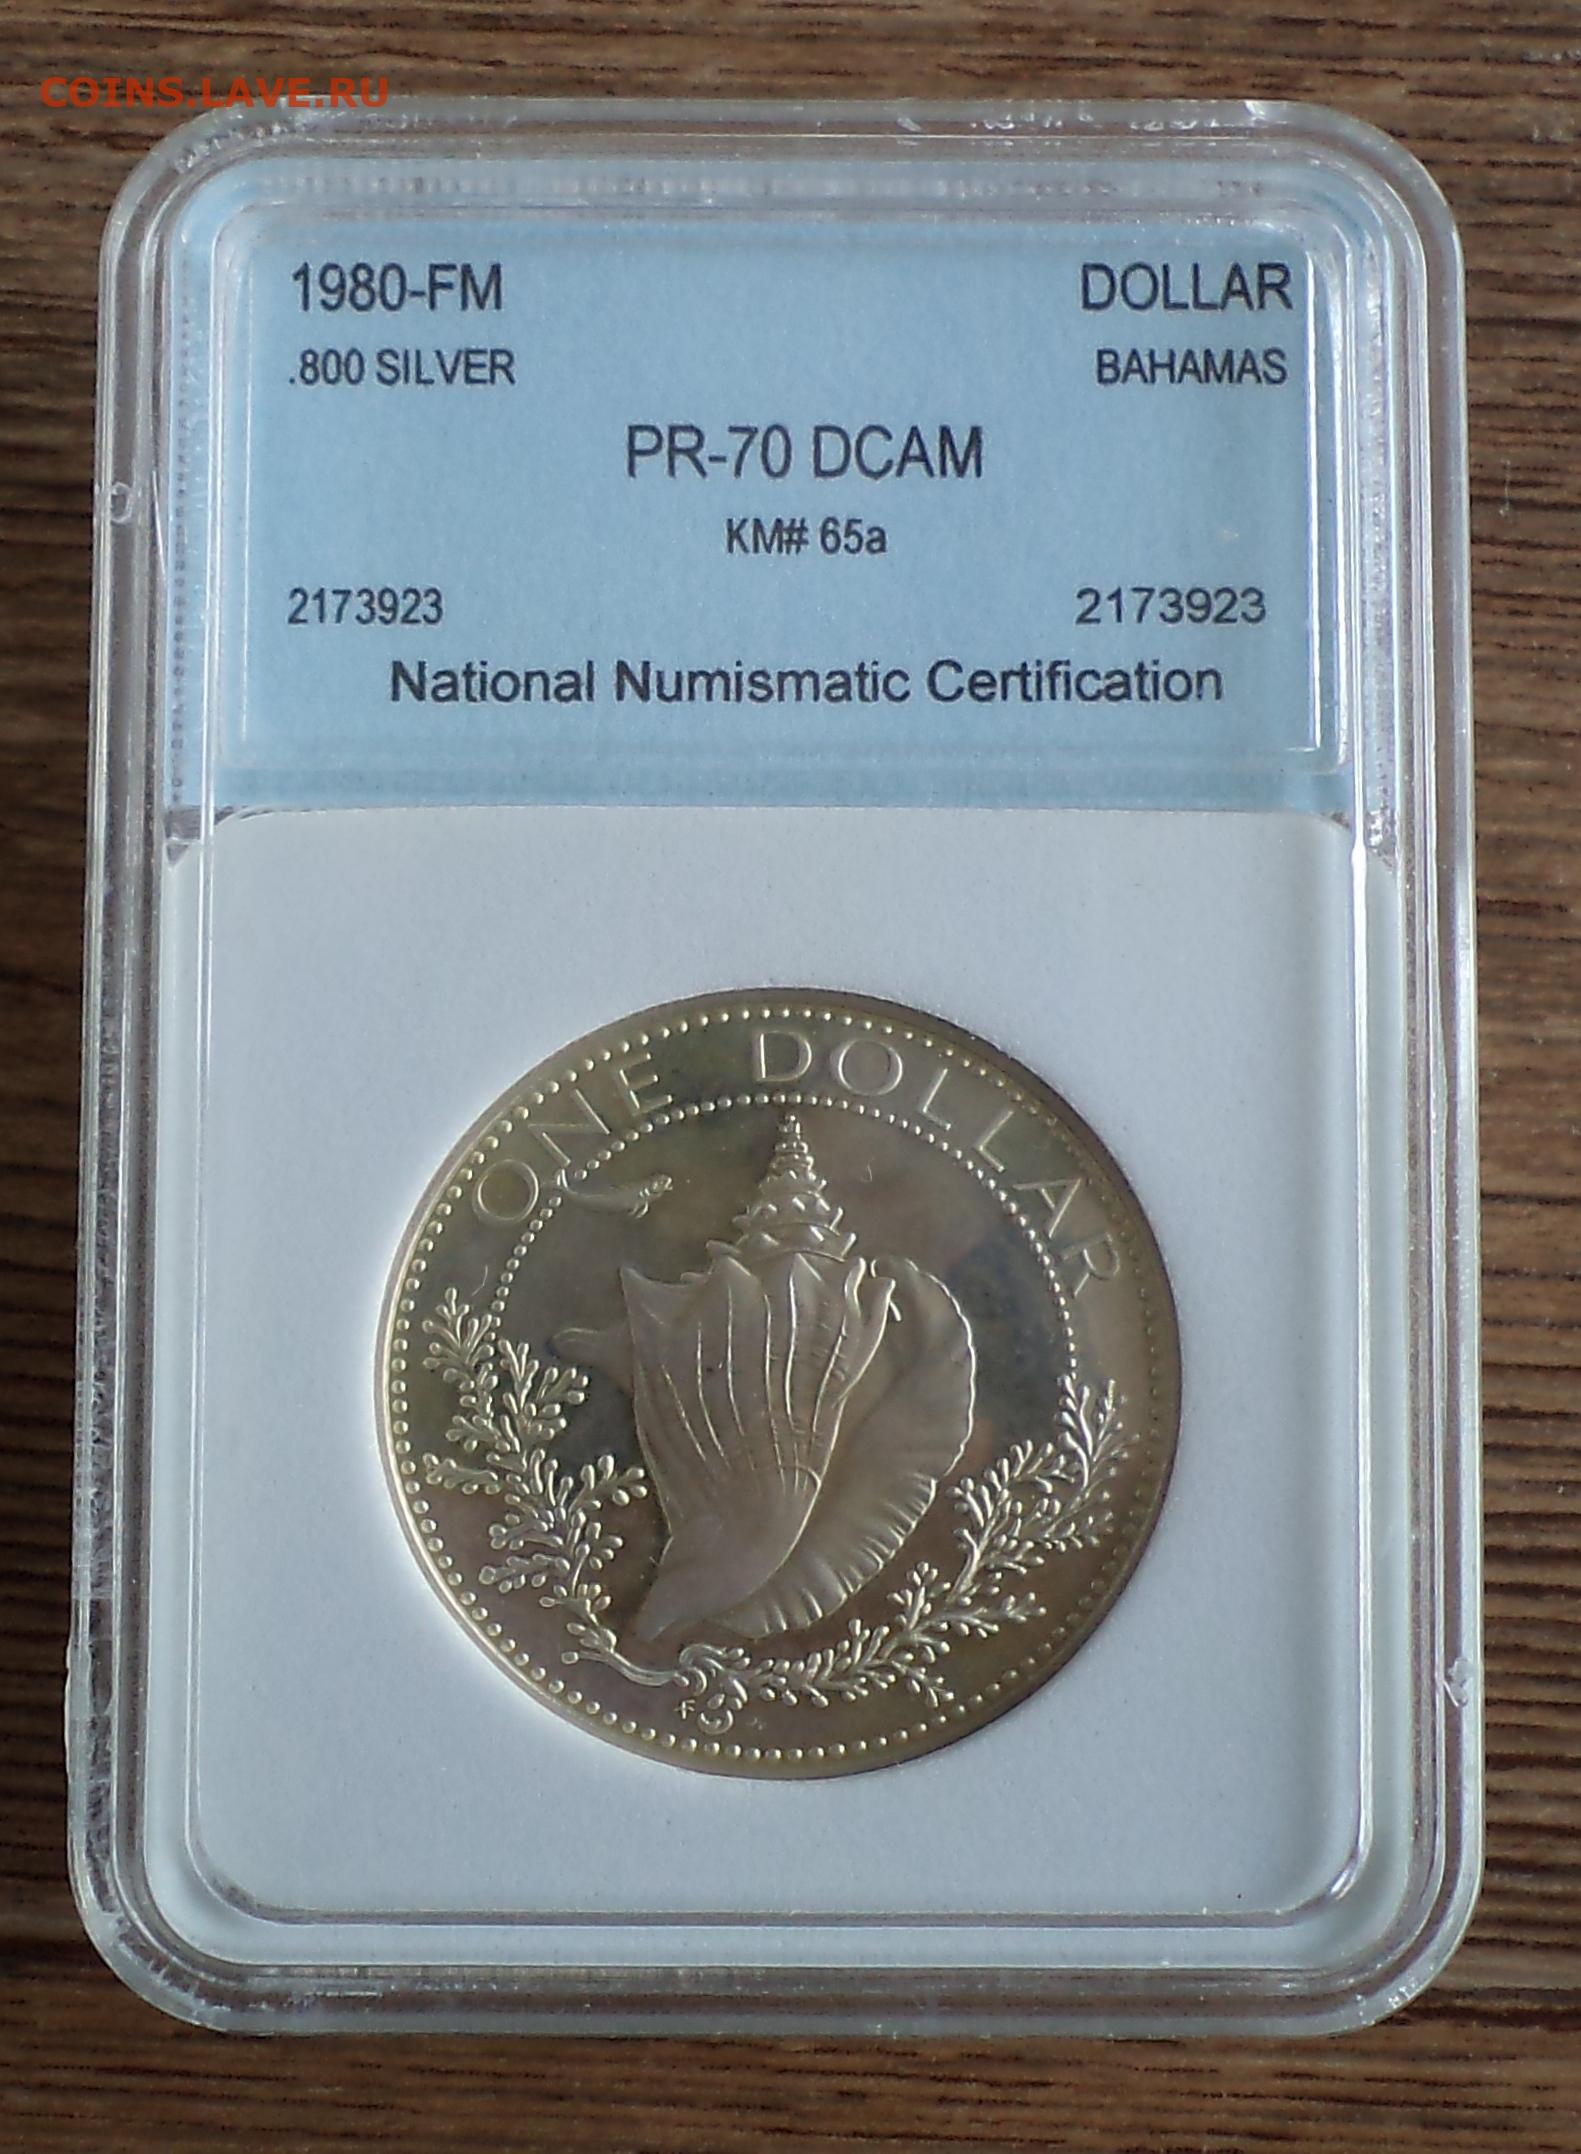 COINS.LAVE.RU
1980-FM DOLLAR
.800 SILVER BAHAMAS
PR-70 DCAM
KM# 65a
2173923 2173923
National Numismatic Certification
ONE DOLLAR